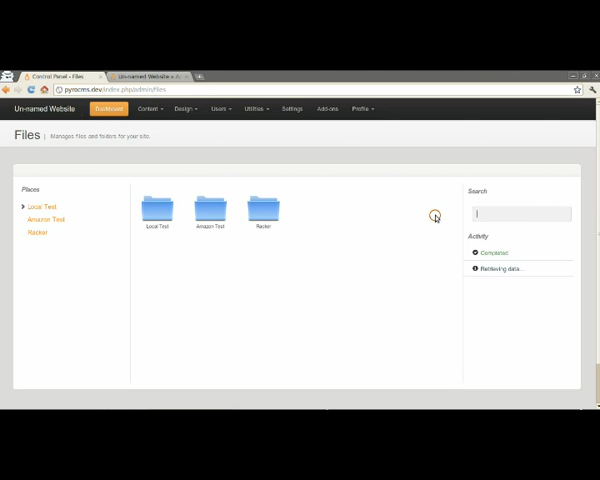 Control Panel - Files
Un-named Website
pyrocms.dev/index.php/admin/files
Un-named Website Dashboard Content Design Users Utilities Settings Add-ons Profile
Files | Manages files and folders for your site.
Places
Local Test
Amazon Test
Racker
Local Test Amazon Test Racker
Search
Activity
Completed
Retrieving data...